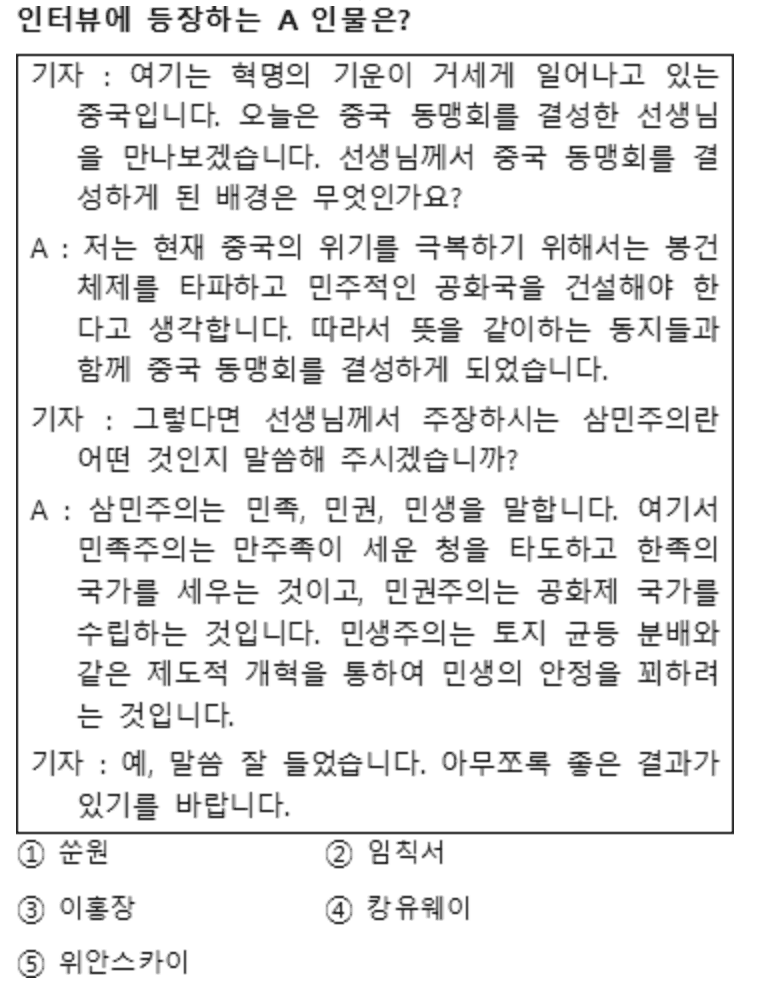 인터뷰에 등장하는 A 인물은?
기자 : 여기는 혁명의 기운이 거세게 일어나고 있는
중국입니다. 오늘은 중국 동맹회를 결성한 선생님
을 만나보겠습니다. 선생님께서 중국 동맹회를 결
성하게 된 배경은 무엇인가요?
A : 저는 현재 중국의 위기를 극복하기 위해서는 봉건
체제를 타파하고 민주적인 공화국을 건설해야 한
다고 생각합니다. 따라서 뜻을 같이하는 동지들과
함께 중국 동맹회를 결성하게 되었습니다.
기자 : 그렇다면 선생님께서 주장하시는 삼민주의란
어떤 것인지 말씀해 주시겠습니까?
A : 삼민주의는 민족, 민권, 민생을 말합니다. 여기서
민족주의는 만주족이 세운 청을 타도하고 한족의
국가를 세우는 것이고, 민권주의는 공화제 국가를
수립하는 것입니다. 민생주의는 토지 균등 분배와
같은 제도적 개혁을 통하여 민생의 안정을 꾀하려
는 것입니다.
기자 : 예, 말씀 잘 들었습니다. 아무쪼록 좋은 결과가
있기를 바랍니다.
① 쑨원 ② 임칙서
③ 이홍장 ④ 캉유웨이
⑤ 위안스카이